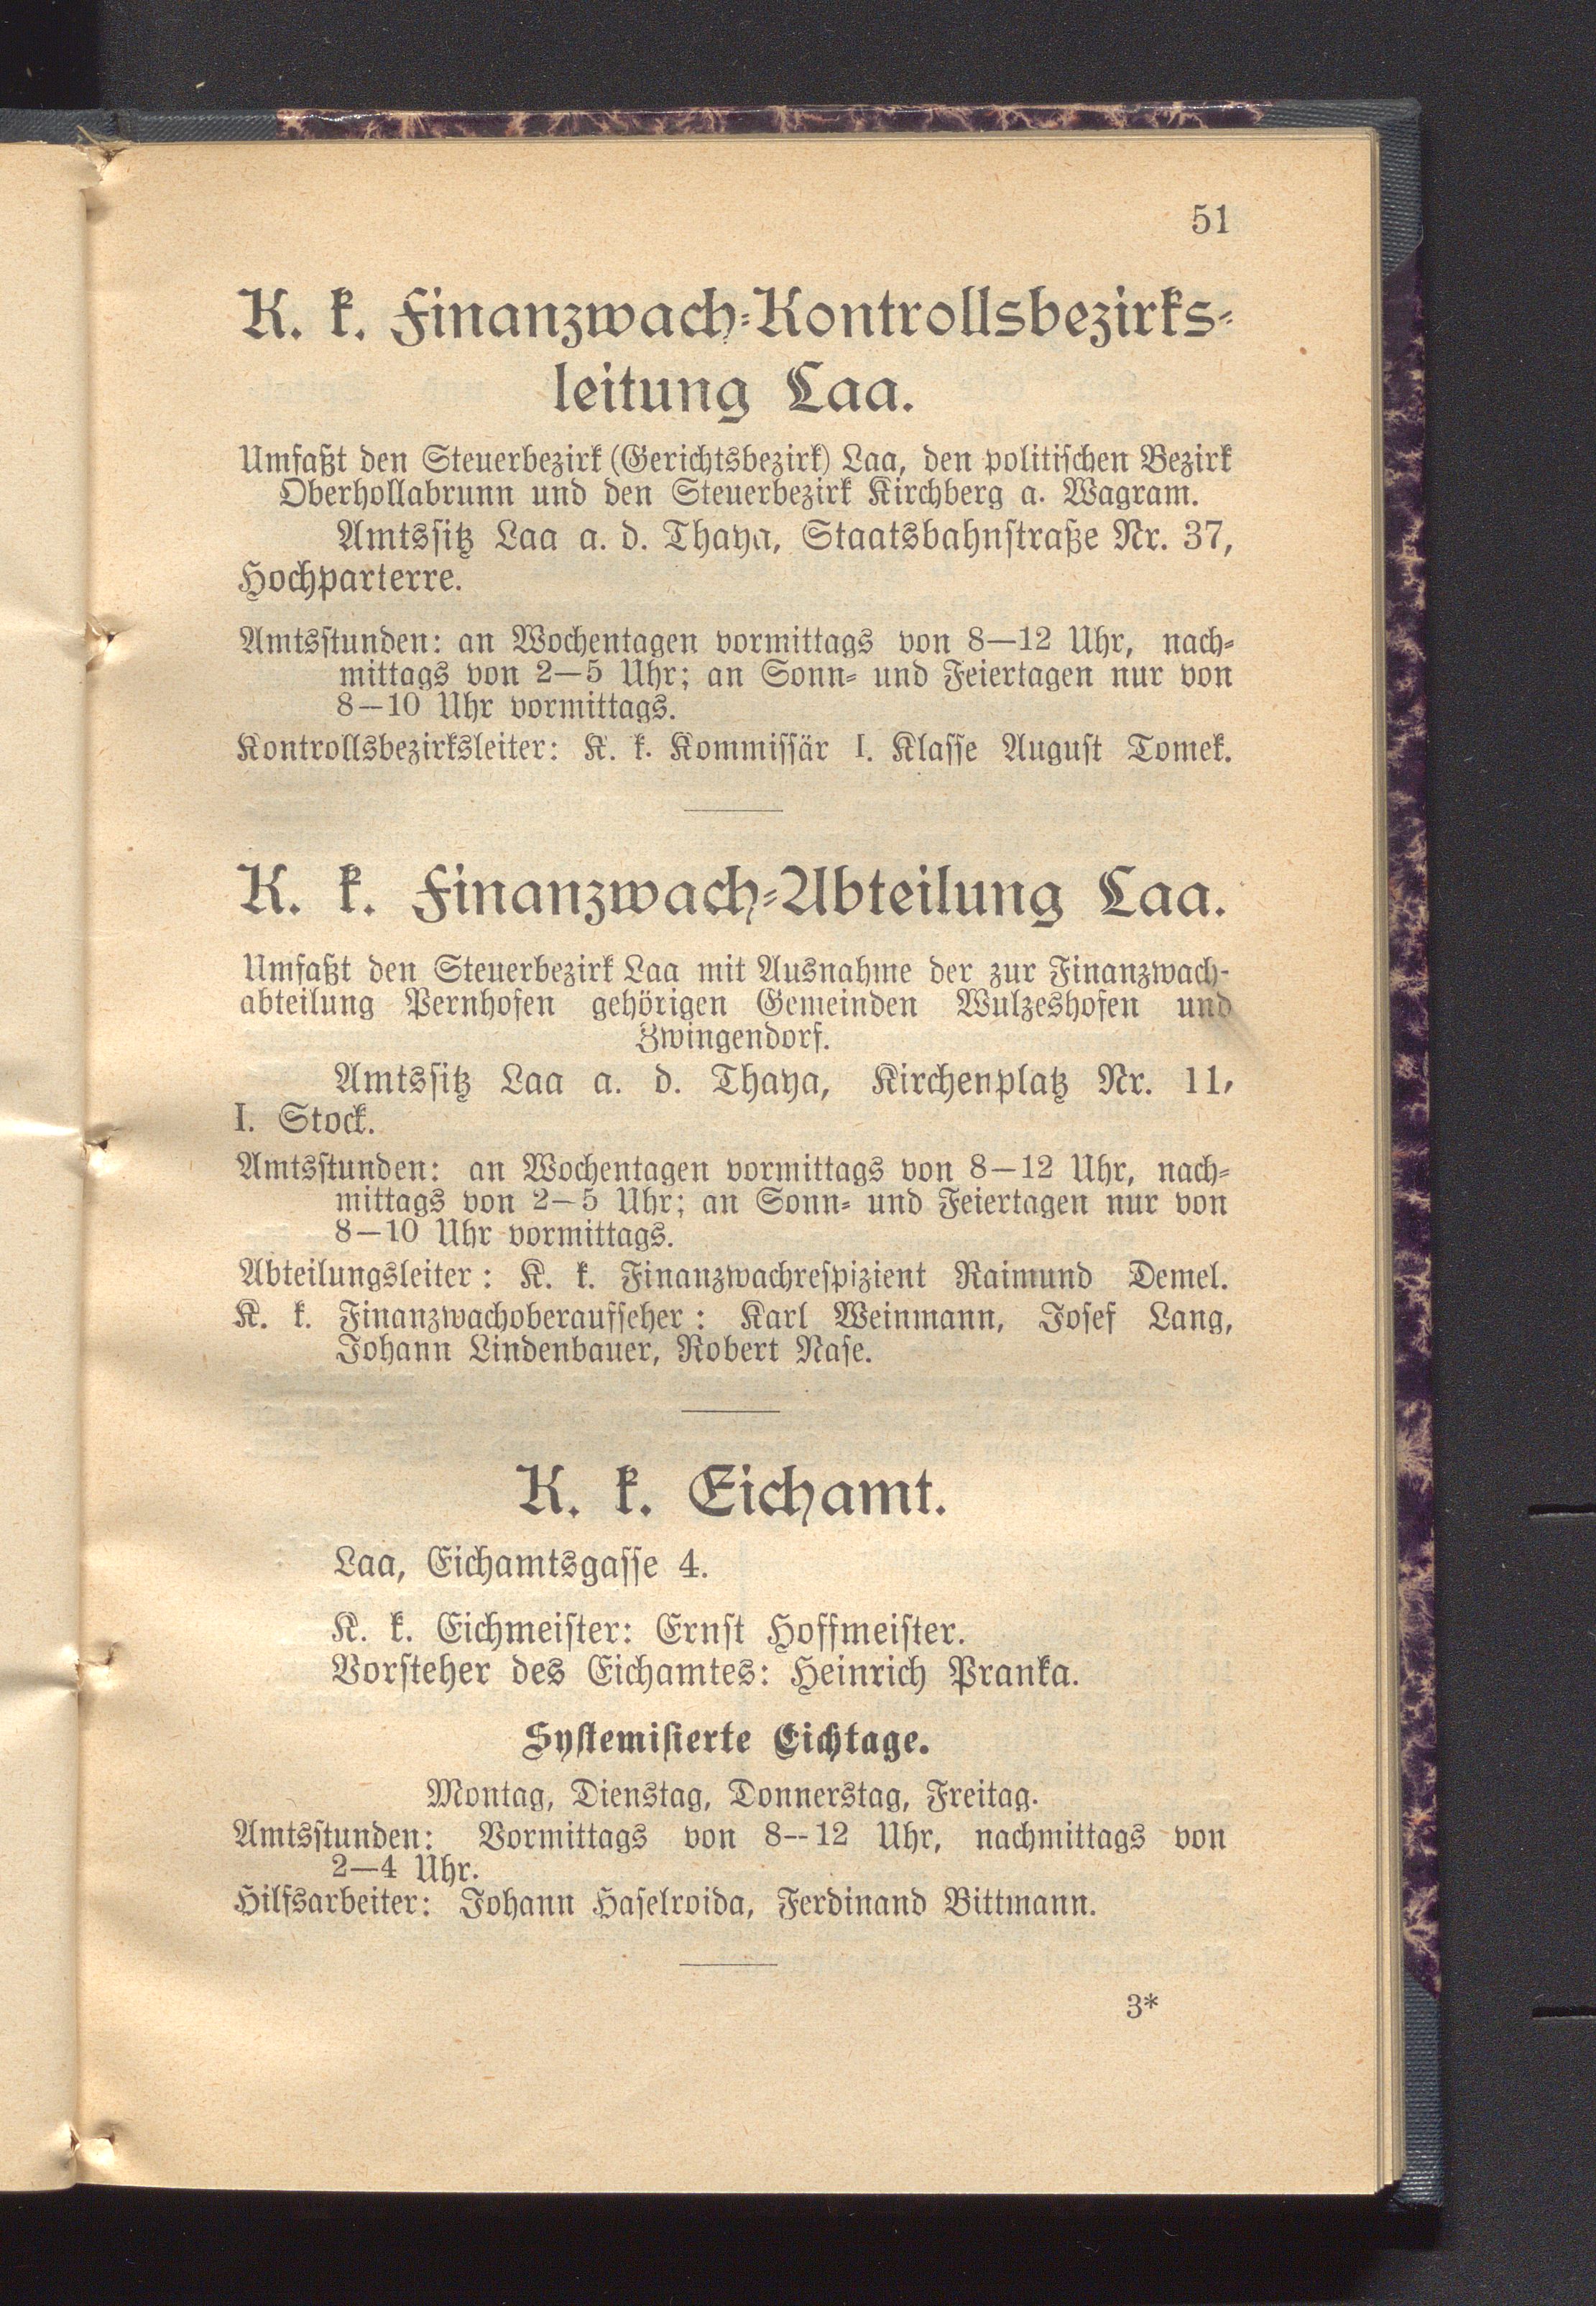 51
K. k. Finanzwach-Kontrollsbezirks-
leitung Laa.
Umfaßt den Steuerbezirk (Gerichtsbezirk) Laa, den politischen Bezirk
Oberhollabrunn und den Steuerbezirk Kirchberg a. Wagram.
Amtssitz Laa a. d. Thaya, Staatsbahnstraße Nr. 37,
Hochparterre.
Amtsstunden: an Wochentagen vormittags von 8—12 Uhr, nach-
mittags von 2—5 Uhr; an Sonn- und Feiertagen nur von
8—10 Uhr vormittags.
Kontrollsbezirksleiter: K. k. Kommissär I. Klasse August Tomek.
K. k. Finanzwach-Abteilung Laa.
Umfaßt den Steuerbezirk Laa mit Ausnahme der zur Finanzwach-
abteilung Pernhofen gehörigen Gemeinden Wulzeshofen und
Zwingendorf.
Amtssitz Laa a. d. Thaya, Kirchenplatz Nr. 11,
I. Stock.
Amtsstunden: an Wochentagen vormittags von 8—12 Uhr, nach-
mittags von 2—5 Uhr; an Sonn- und Feiertagen nur von
8—10 Uhr vormittags.
Abteilungsleiter: K. k. Finanzwachrespizient Raimund Demel.
K. k. Finanzwachoberaufseher: Karl Weinmann, Josef Lang,
Johann Lindenbauer, Robert Nase.
K. k. Eichamt.
Laa, Eichamtsgasse 4.
K. k. Eichmeister: Ernst Hoffmeister.
Vorsteher des Eichamtes: Heinrich Pranka.
Systemisierte Eichtage.
Montag, Dienstag, Donnerstag, Freitag.
Amtsstunden: Vormittags von 8--12 Uhr, nachmittags von
2—4 Uhr.
Hilfsarbeiter: Johann Haselroida, Ferdinand Bittmann.
3*